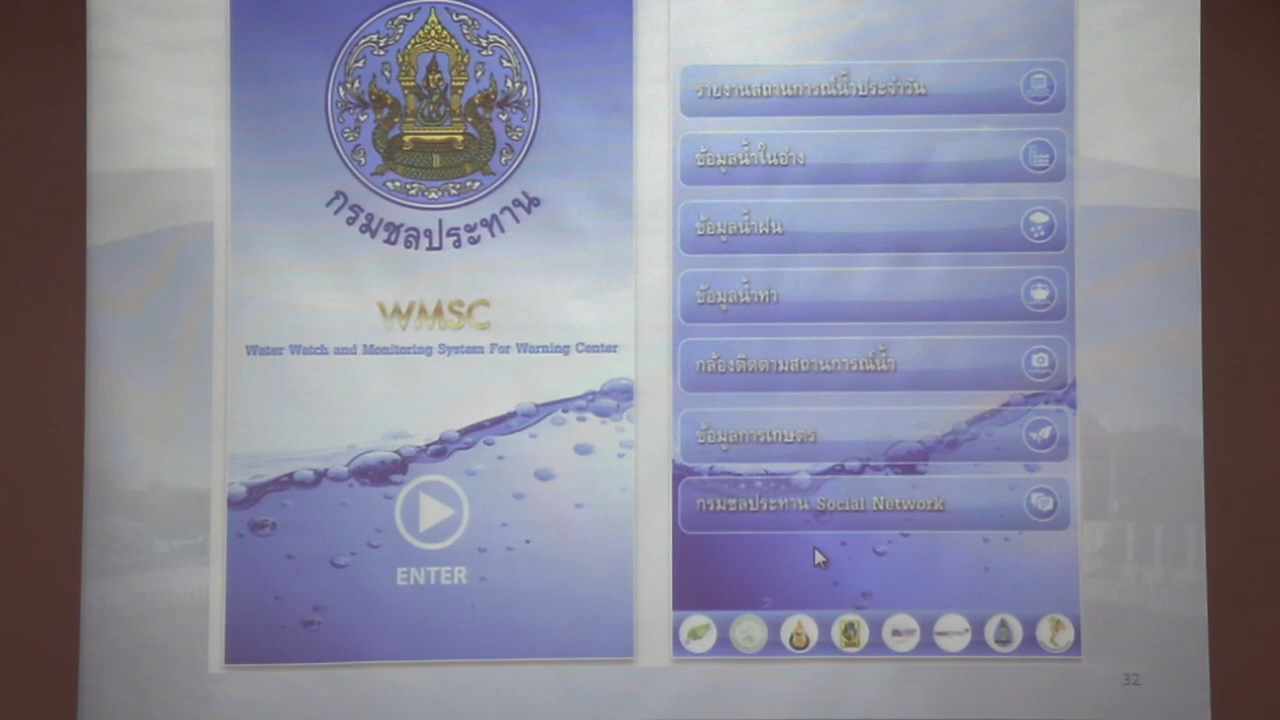 กรมชลประทาน
WMSC
Water Watch and Monitoring System For Warning Center
ENTER
รายงานสถานการณ์น้ำประจำวัน
ข้อมูลน้ำในอ่าง
ข้อมูลน้ำฝน
ข้อมูลน้ำท่า
กล้องติดตามสถานการณ์น้ำ
ข้อมูลการเกษตร
กรมชลประทาน Social Network
32